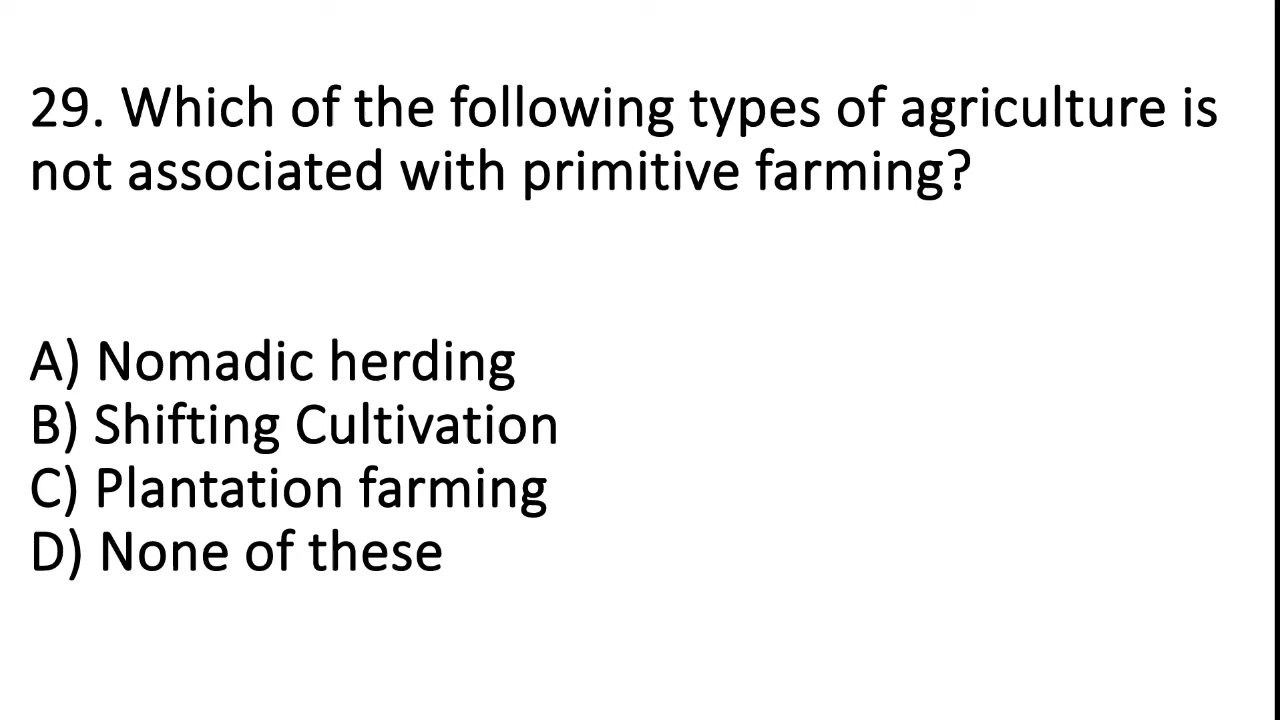 29. Which of the following types of agriculture is
not associated with primitive farming?
A) Nomadic herding
B) Shifting Cultivation
C) Plantation farming
D) None of these